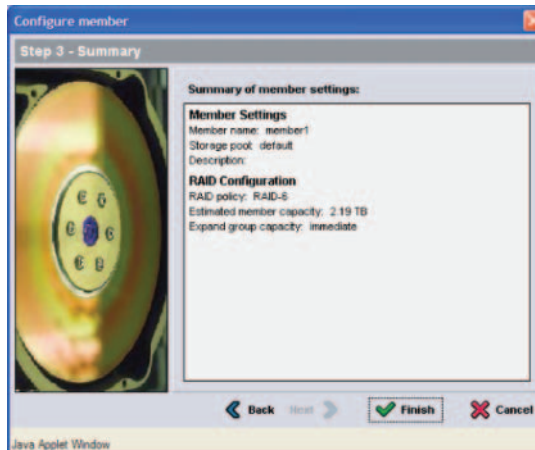 Configure member
Step 3 - Summary
Summary of member settings:
Member Settings
Member name: member1
Storage pool: default
Description:
RAID Configuration
RAID policy: RAID-6
Estimated member capacity: 2.19 TB
Expand group capacity: immediate
Back Next Finish Cancel
Java Applet Window